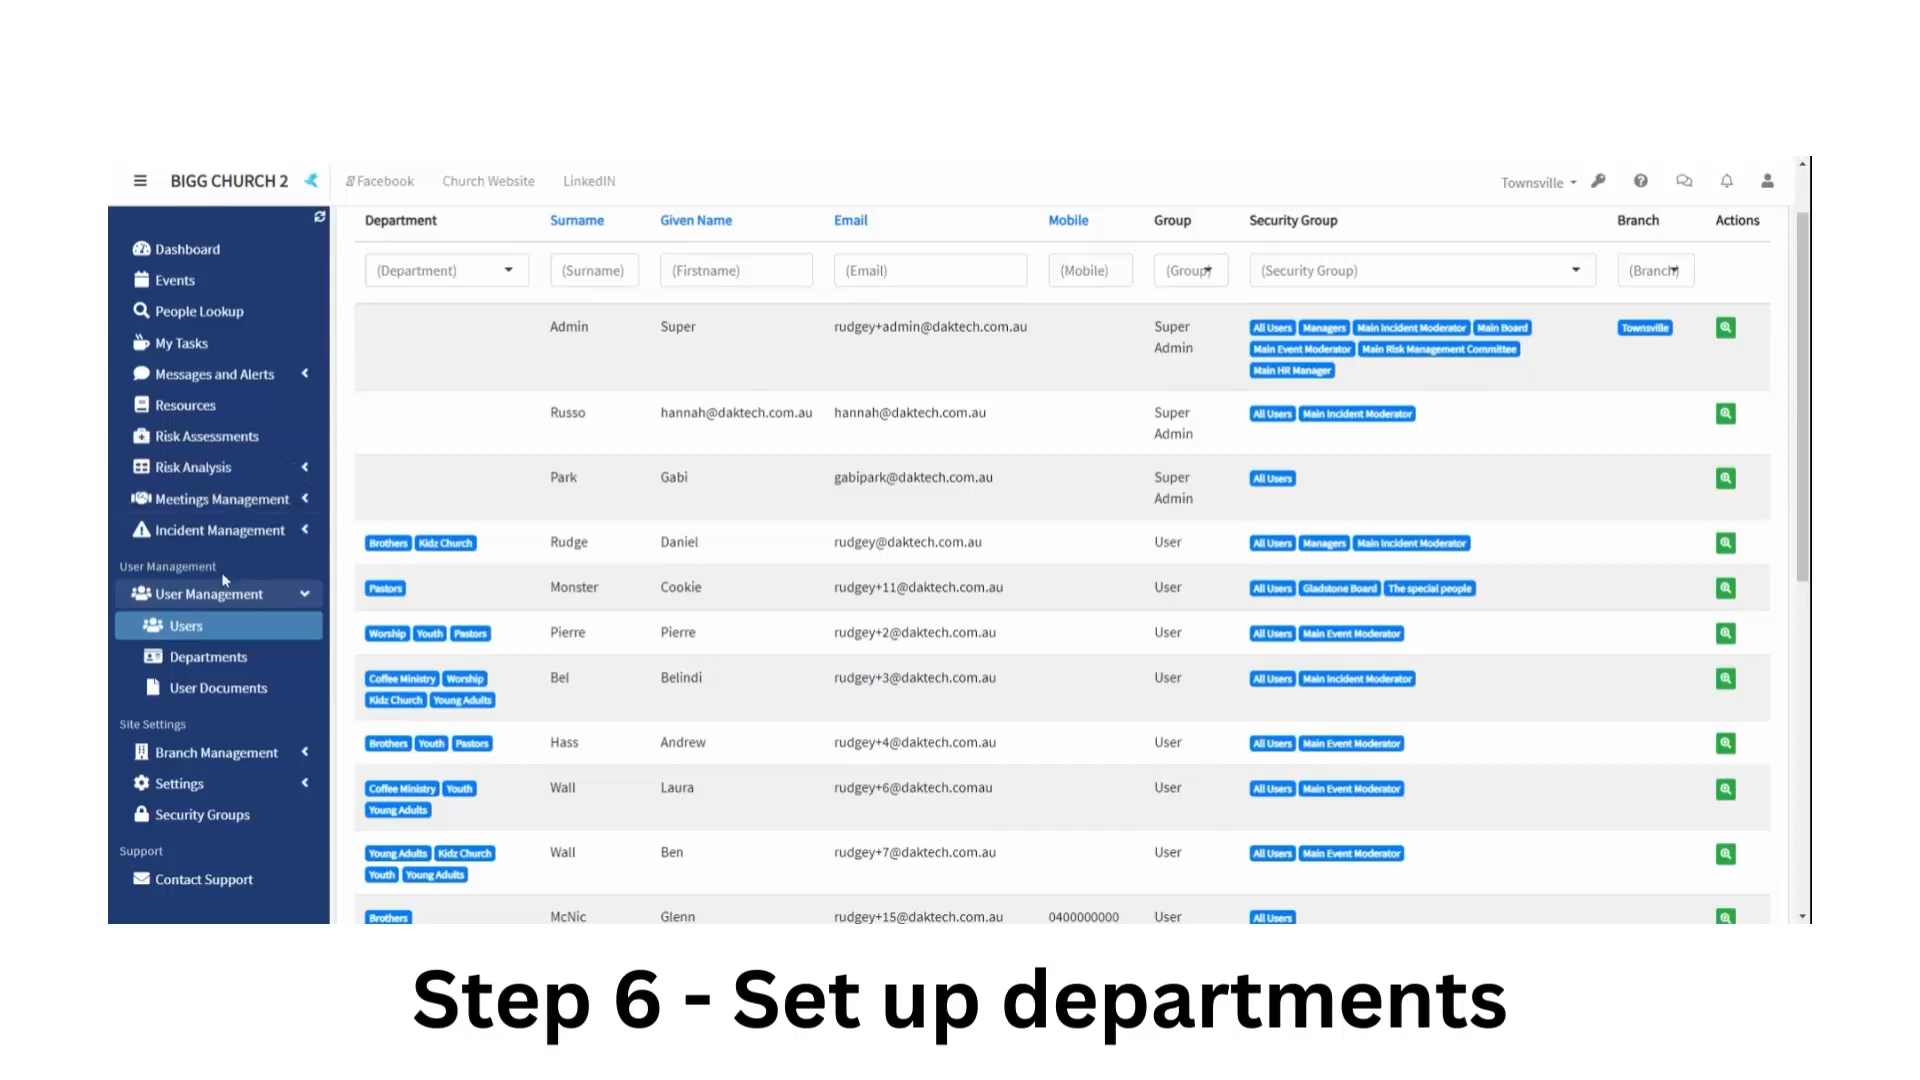 BIGG CHURCH 2
Facebook Church Website LinkedIN
Townsville
Dashboard
Events
People Lookup
My Tasks
Messages and Alerts
Resources
Risk Assessments
Risk Analysis
Meetings Management
Incident Management
User Management
User Management
Users
Departments
User Documents
Site Settings
Branch Management
Settings
Security Groups
Support
Contact Support
Department Surname Given Name Email Mobile Group Security Group Branch Actions
(Department) (Surname) (Firstname) (Email) (Mobile) (Group) (Security Group) (Branch)
Admin Super rudgey+admin@daktech.com.au Super Admin All Users Managers Main Incident Moderator Main Board Townsville
Main Event Moderator Main Risk Management Committee
Main HR Manager
Russo hannah@daktech.com.au hannah@daktech.com.au Super Admin All Users Main Incident Moderator
Park Gabi gabipark@daktech.com.au Super Admin All Users
Brothers Kidz Church Rudge Daniel rudgey@daktech.com.au User All Users Managers Main Incident Moderator
Pastors Monster Cookie rudgey+11@daktech.com.au User All Users Gladstone Board The special people
Worship Youth Pastors Pierre Pierre rudgey+2@daktech.com.au User All Users Main Event Moderator
Coffee Ministry Worship Bel Belindi rudgey+3@daktech.com.au User All Users Main Incident Moderator
Kidz Church Young Adults
Brothers Youth Pastors Hass Andrew rudgey+4@daktech.com.au User All Users Main Event Moderator
Coffee Ministry Youth Wall Laura rudgey+6@daktech.comau User All Users Main Event Moderator
Young Adults
Young Adults Kidz Church Wall Ben rudgey+7@daktech.com.au User All Users Main Event Moderator
Youth Young Adults
Brothers McNic Glenn rudgey+15@daktech.com.au 0400000000 User All Users
Step 6 - Set up departments